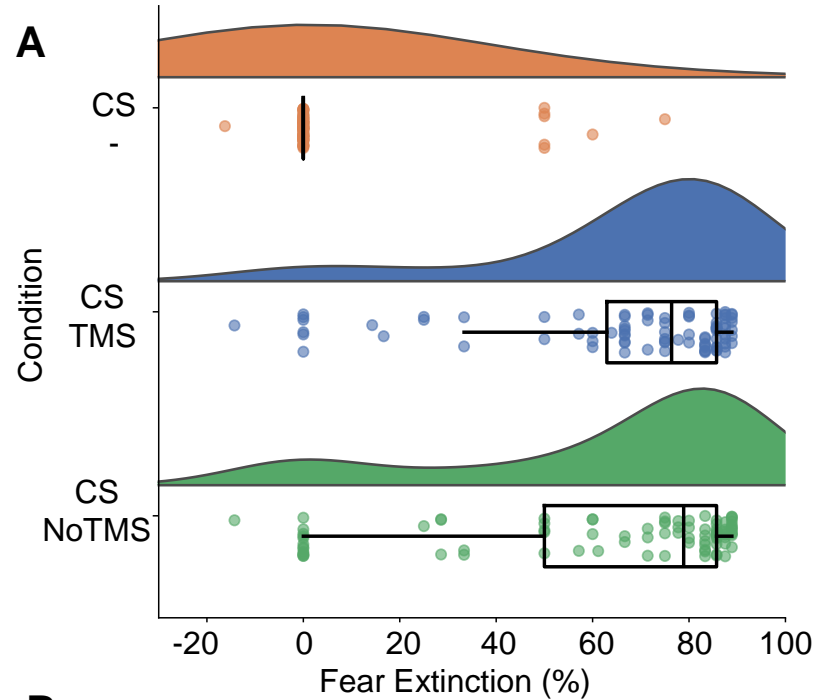 A
CS
-
CS
TMS
CS
NoTMS
Condition
-20 0 20 40 60 80 100
Fear Extinction (%)